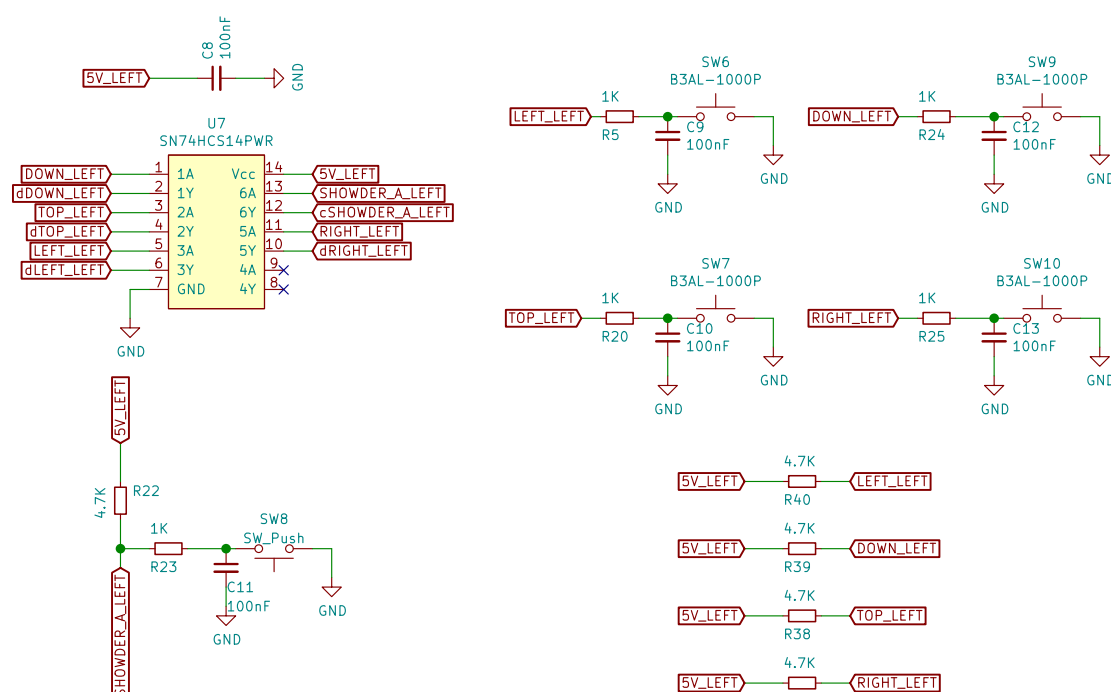 C8
100nF
5V_LEFT
GND
U7
SN74HCS14PWR
DOWN_LEFT
1
1A
Vcc
14
5V_LEFT
dDOWN_LEFT
2
1Y
6A
13
SHOWDER_A_LEFT
TOP_LEFT
3
2A
6Y
12
cSHOWDER_A_LEFT
dTOP_LEFT
4
2Y
5A
11
RIGHT_LEFT
LEFT_LEFT
5
3A
5Y
10
dRIGHT_LEFT
dLEFT_LEFT
6
3Y
4A
9
7
GND
4Y
8
GND
SW6
B3AL-1000P
1K
LEFT_LEFT
R5
C9
100nF
GND
GND
SW9
B3AL-1000P
1K
DOWN_LEFT
R24
C12
100nF
GND
GND
SW7
B3AL-1000P
1K
TOP_LEFT
R20
C10
100nF
GND
GND
SW10
B3AL-1000P
1K
RIGHT_LEFT
R25
C13
100nF
GND
GND
5V_LEFT
4.7K
R22
1K
R23
SW8
SW_Push
C11
100nF
GND
GND
SHOWDER_A_LEFT
4.7K
5V_LEFT
LEFT_LEFT
R40
4.7K
5V_LEFT
DOWN_LEFT
R39
4.7K
5V_LEFT
TOP_LEFT
R38
4.7K
5V_LEFT
RIGHT_LEFT